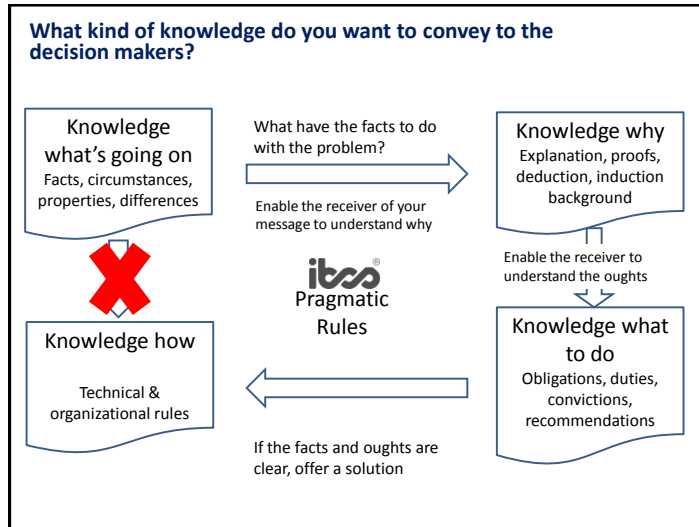 What kind of knowledge do you want to convey to the
decision makers?
Knowledge
what's going on
Facts, circumstances,
properties, differences
What have the facts to do
with the problem?
Enable the receiver of your
message to understand why
Knowledge why
Explanation, proofs,
deduction, induction
background
Enable the receiver to
understand the oughts
ibcs®
Pragmatic
Rules
Knowledge how
Technical &
organizational rules
Knowledge what
to do
Obligations, duties,
convictions,
recommendations
If the facts and oughts are
clear, offer a solution